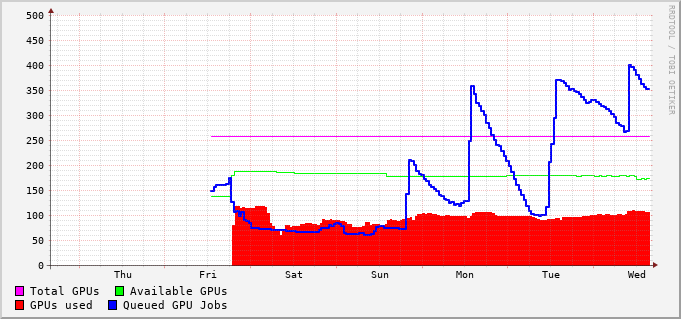 RRDTOOL / TOBI OETIKER
500
450
400
350
300
250
200
150
100
50
0
Thu Fri Sat Sun Mon Tue Wed
Total GPUs Available GPUs
GPUs used Queued GPU Jobs